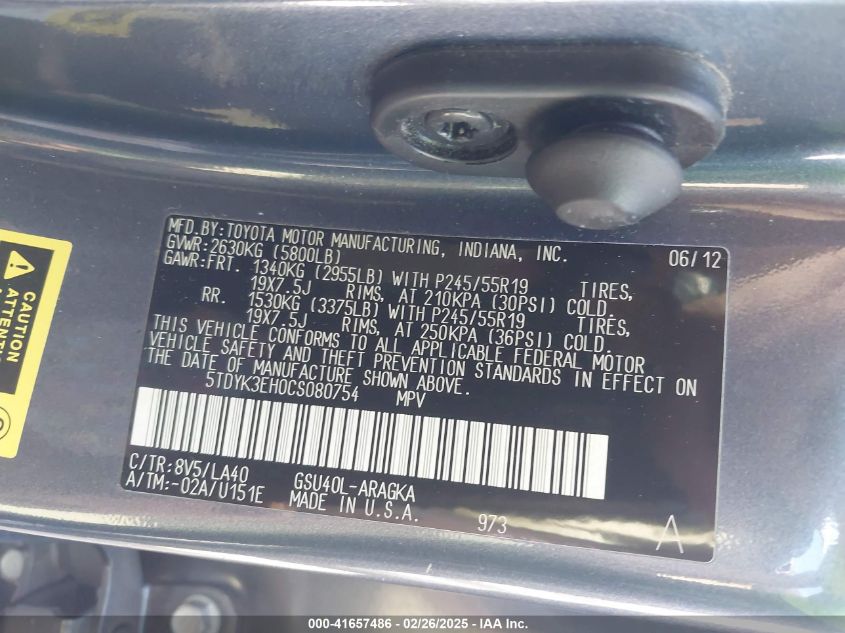 MFD. BY: TOYOTA MOTOR MANUFACTURING, INDIANA, INC. 06/12
GVWR: 2630KG (5800LB)
GAWR: FRT. 1340KG (2955LB) WITH P245/55R19 TIRES,
19X7.5J RIMS, AT 210KPA (30PSI) COLD.
RR. 1530KG (3375LB) WITH P245/55R19 TIRES,
19X7.5J RIMS, AT 250KPA (36PSI) COLD.
THIS VEHICLE CONFORMS TO ALL APPLICABLE FEDERAL MOTOR
VEHICLE SAFETY AND THEFT PREVENTION STANDARDS IN EFFECT ON
THE DATE OF MANUFACTURE SHOWN ABOVE.
5TDYK3EH0CS080754 MPV
C/TR: 8V5/LA40 GSU40L-ARAGKA
A/TM:-02A/U151E MADE IN U.S.A. 973 A
CAUTION
000-41657486 - 02/26/2025 - IAA Inc.